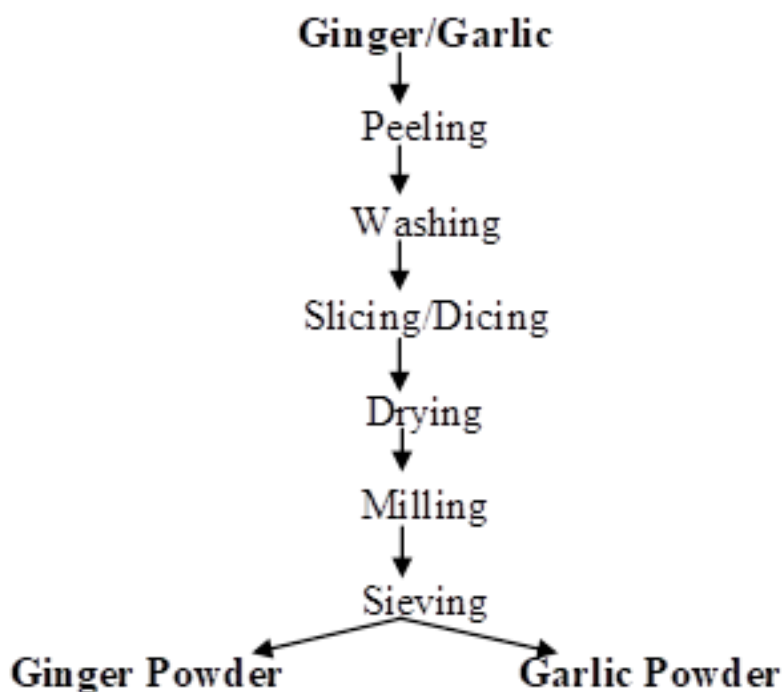 Ginger/Garlic
Peeling
Washing
Slicing/Dicing
Drying
Milling
Sieving
Ginger Powder Garlic Powder